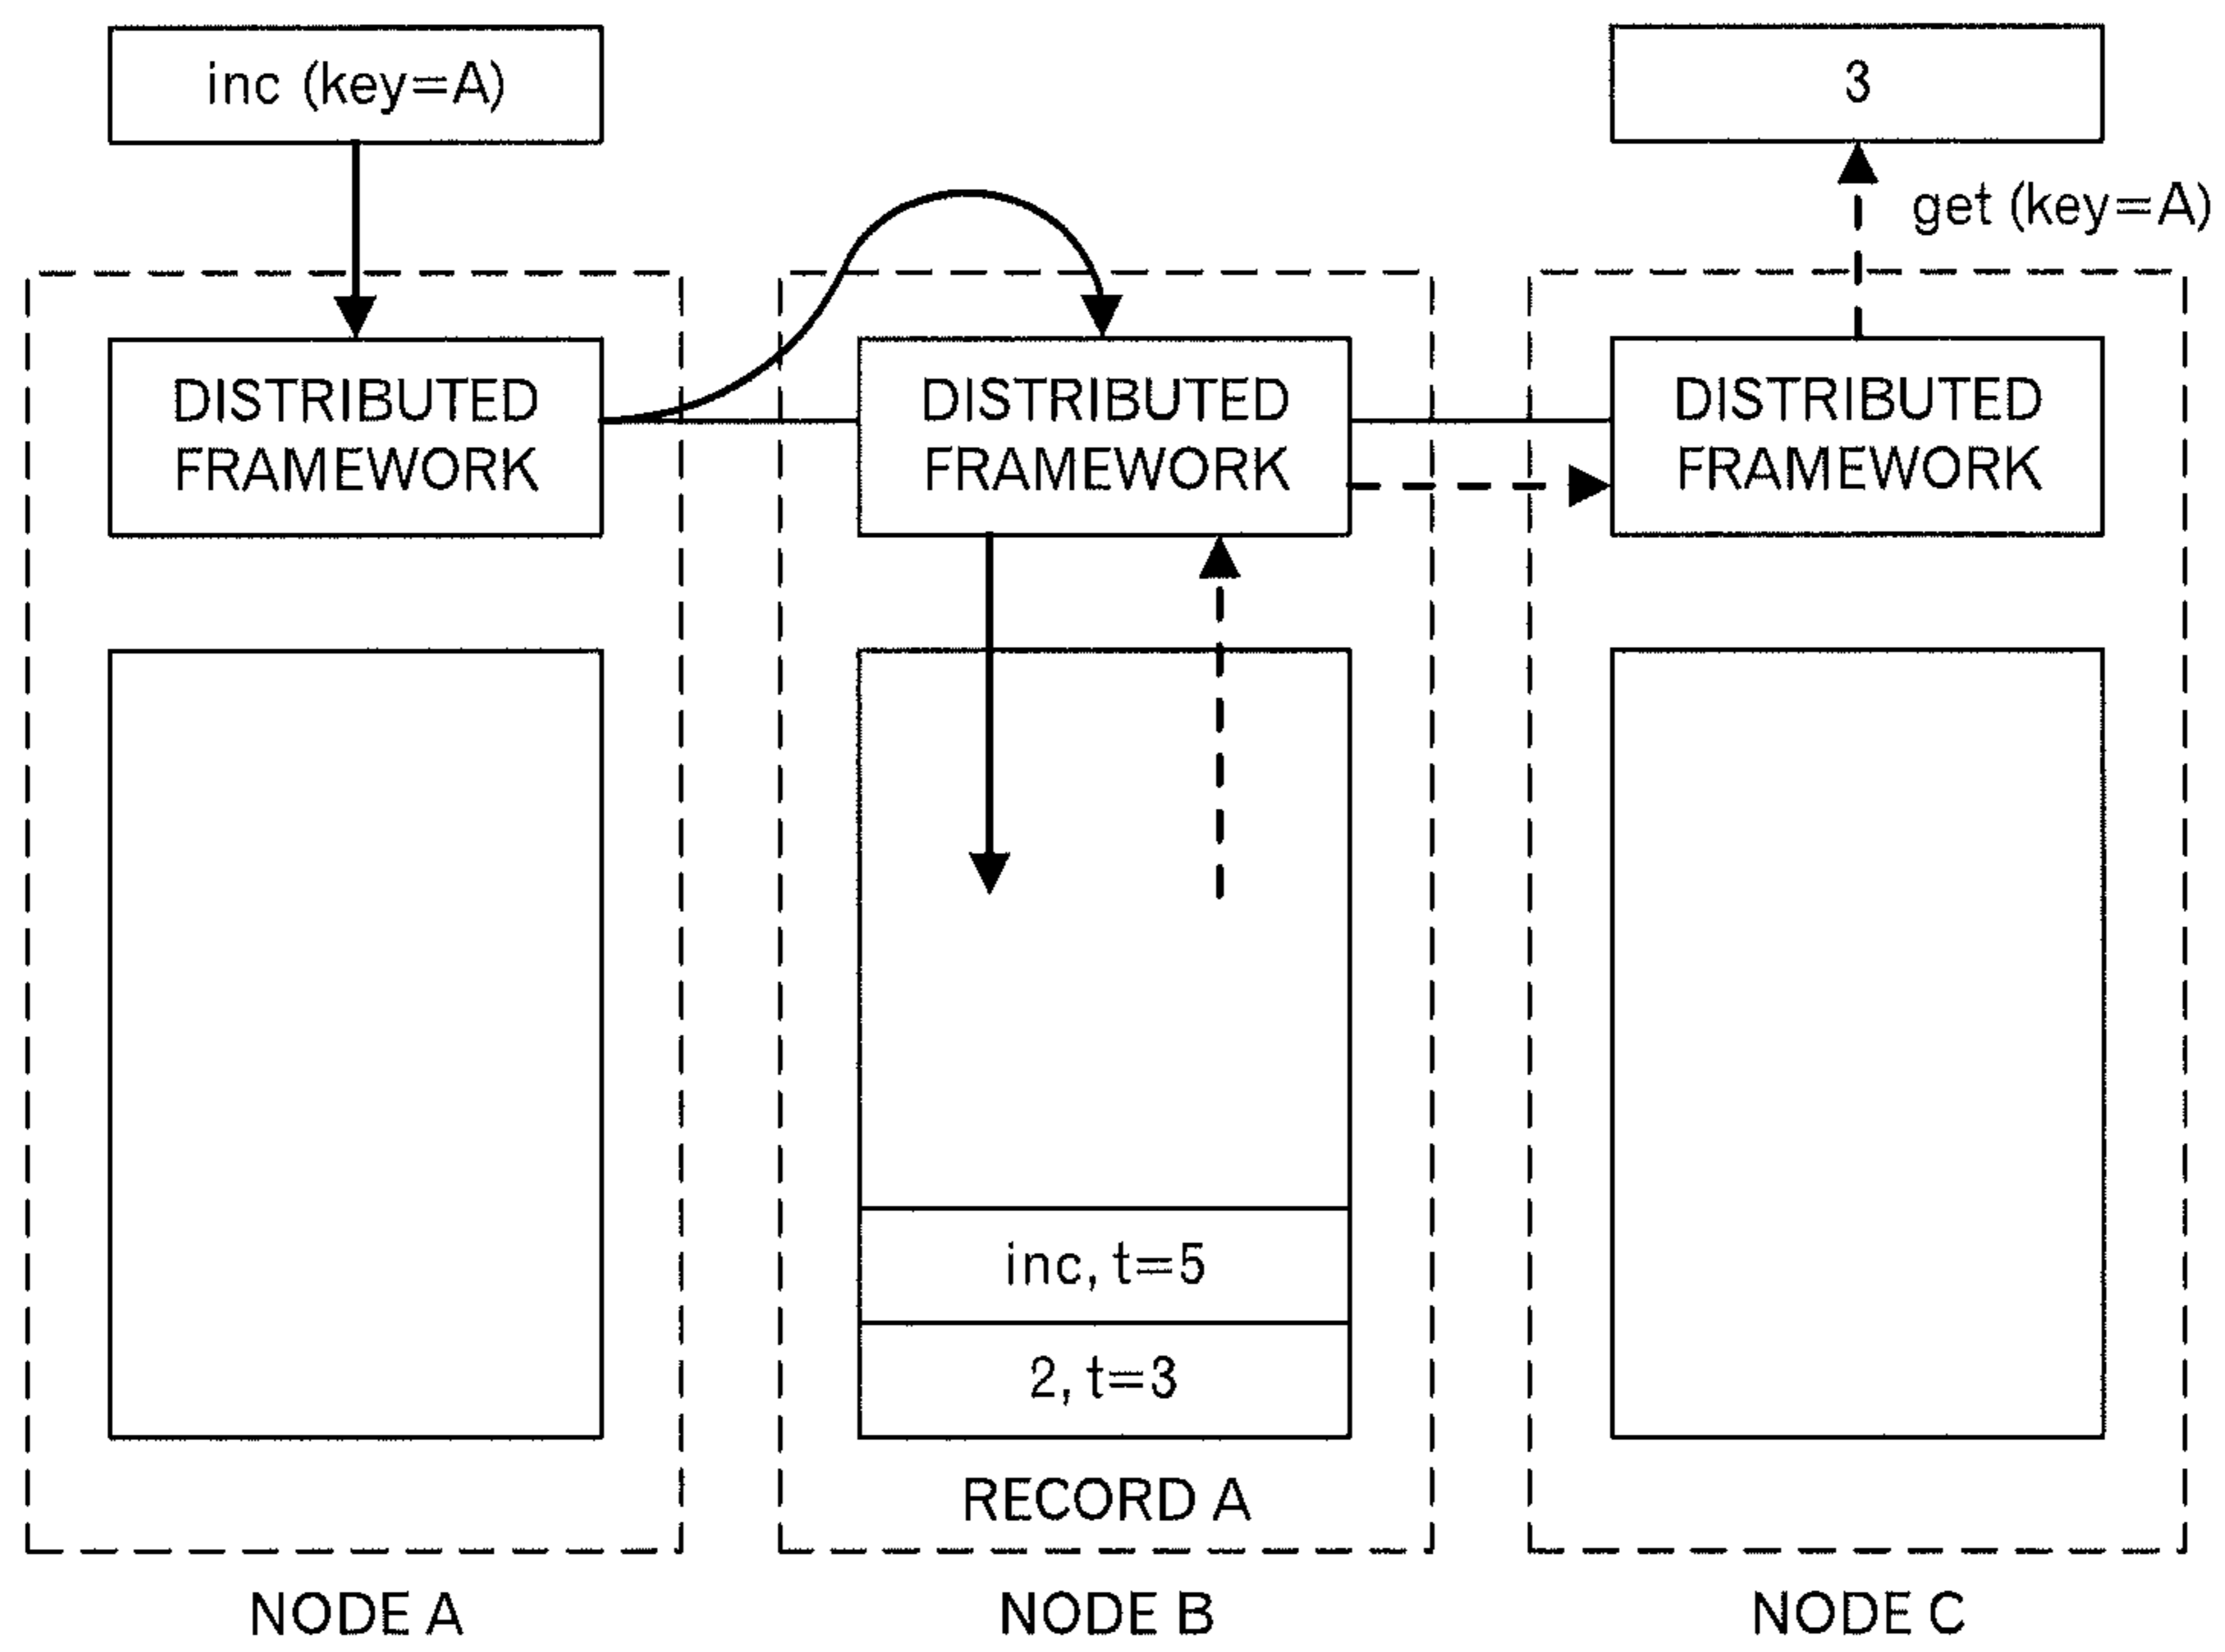 inc (key=A)
3
get (key=A)
DISTRIBUTED
FRAMEWORK
DISTRIBUTED
FRAMEWORK
DISTRIBUTED
FRAMEWORK
inc, t=5
2, t=3
RECORD A
NODE A
NODE B
NODE C